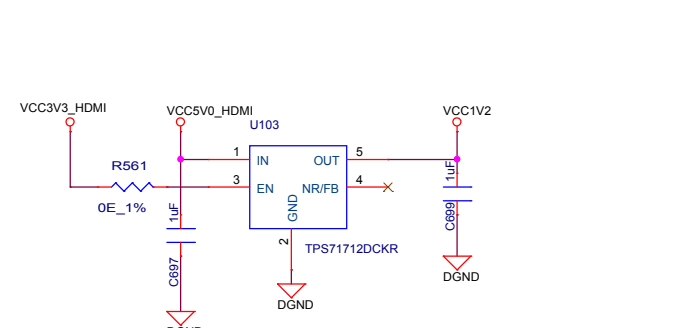 VCC3V3_HDMI
VCC5V0_HDMI
VCC1V2
U103
R561
0E_1%
1
IN
OUT
5
3
EN
NR/FB
4
GND
2
1uF
C697
1uF
C699
TPS71712DCKR
DGND
DGND